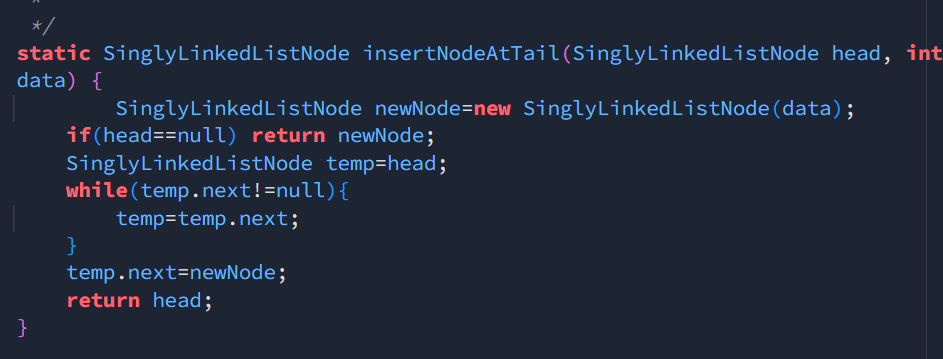 *
*/
static SinglyLinkedListNode insertNodeAtTail(SinglyLinkedListNode head, int
data) {
        SinglyLinkedListNode newNode=new SinglyLinkedListNode(data);
    if(head==null) return newNode;
    SinglyLinkedListNode temp=head;
    while(temp.next!=null){
        temp=temp.next;
    }
    temp.next=newNode;
    return head;
}